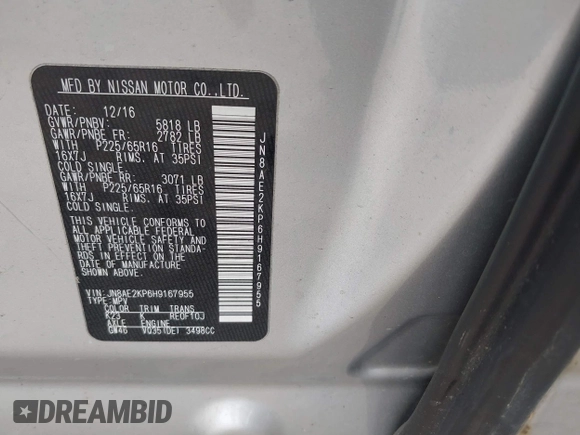 MFD BY NISSAN MOTOR CO.,LTD.
DATE: 12/16
GVWR/PNBV: 5818 LB
GAWR/PNBE FR: 2782 LB
WITH P225/65R16 TIRES
16X7J RIMS, AT 35PSI
COLD SINGLE.
GAWR/PNBE RR: 3071 LB
WITH P225/65R16, TIRES
16X7J RIMS, AT 35PSI
COLD SINGLE.
THIS VEHICLE CONFORMS TO
ALL APPLICABLE FEDERAL
MOTOR VEHICLE SAFETY AND
THEFT PREVENTION STANDA-
RDS IN EFFECT ON THE
DATE OF MANUFACTURE
SHOWN ABOVE.
VIN: JN8AE2KP6H9167955
TYPE: MPV
COLOR TRIM TRANS
K23 K RE0F10J
AXLE ENGINE
GW46 VQ35(DE) 3498CC
JN8AE2KP6H9167955
DREAMBID